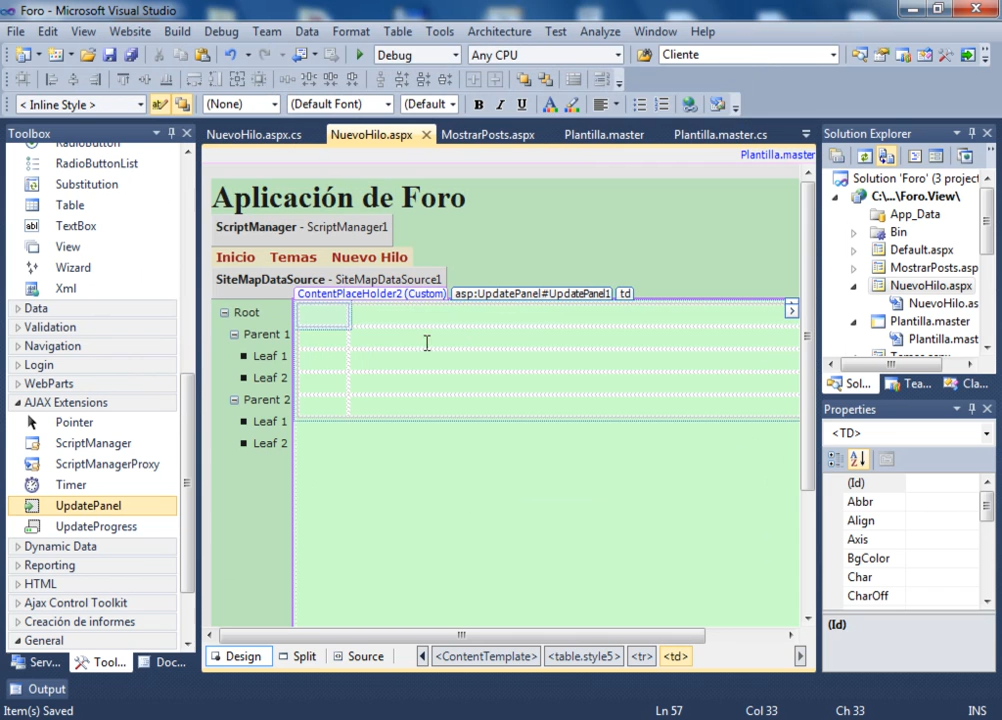 Foro - Microsoft Visual Studio
File Edit View Website Build Debug Team Data Format Table Tools Architecture Test Analyze Window Help
Debug Any CPU Cliente
< Inline Style > (None) (Default Font) (Default B I U A
Toolbox
RadioButton
RadioButtonList
Substitution
Table
TextBox
View
Wizard
Xml
Data
Validation
Navigation
Login
WebParts
AJAX Extensions
Pointer
ScriptManager
ScriptManagerProxy
Timer
UpdatePanel
UpdateProgress
Dynamic Data
Reporting
HTML
Ajax Control Toolkit
Creación de informes
General
Serv... Tool... Doc...
Output
Item(s) Saved
NuevoHilo.aspx.cs NuevoHilo.aspx MostrarPosts.aspx Plantilla.master Plantilla.master.cs
Plantilla.master
Aplicación de Foro
ScriptManager - ScriptManager1
Inicio Temas Nuevo Hilo
SiteMapDataSource - SiteMapDataSource1
ContentPlaceHolder2 (Custom) asp:UpdatePanel#UpdatePanel1 td
Root
Parent 1
Leaf 1
Leaf 2
Parent 2
Leaf 1
Leaf 2
Design Split Source <ContentTemplate> <table.style5> <tr> <td>
Solution Explorer
Solution 'Foro' (3 project
C:\...\Foro.View\
App_Data
Bin
Default.aspx
MostrarPosts.asp
NuevoHilo.aspx
NuevoHilo.as
Plantilla.master
Plantilla.mast
Sol... Tea... Cla...
Properties
<TD>
(Id)
Abbr
Align
Axis
BgColor
Char
CharOff
(Id)
Ln 57 Col 33 Ch 33 INS